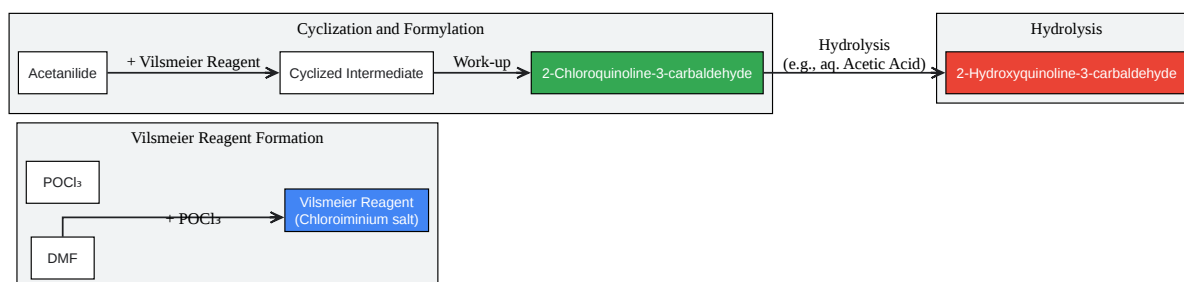 Cyclization and Formylation
Acetanilide
+ Vilsmeier Reagent
Cyclized Intermediate
Work-up
2-Chloroquinoline-3-carbaldehyde
Hydrolysis
(e.g., aq. Acetic Acid)
Hydrolysis
2-Hydroxyquinoline-3-carbaldehyde
Vilsmeier Reagent Formation
POCl₃
+ POCl₃
Vilsmeier Reagent
(Chloroiminium salt)
DMF